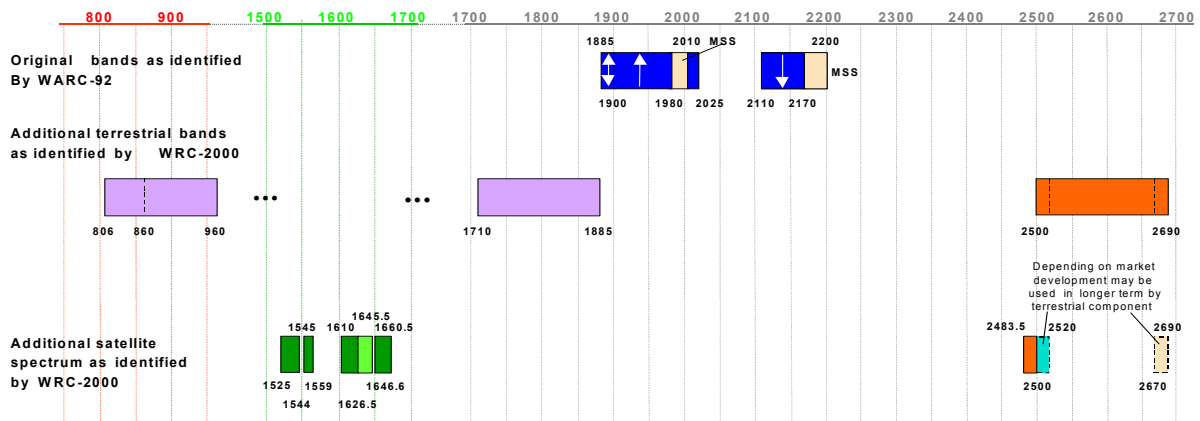 800 900 1500 1600 1700 1700 1800 1900 2000 2100 2200 2300 2400 2500 2600 2700
1885 2010 MSS 2200
Original bands as identified
By WARC-92
MSS
1900 1980 2025 2110 2170
Additional terrestrial bands
as identified by WRC-2000
806 860 960 1710 1885 2500 2690
Depending on market
development may be
used in longer term by
terrestrial component
1645.5
1545 1610 1660.5 2483.5 2520 2690
Additional satellite
spectrum as identified
by WRC-2000
1525 1559 1646.6 2500 2670
1544 1626.5